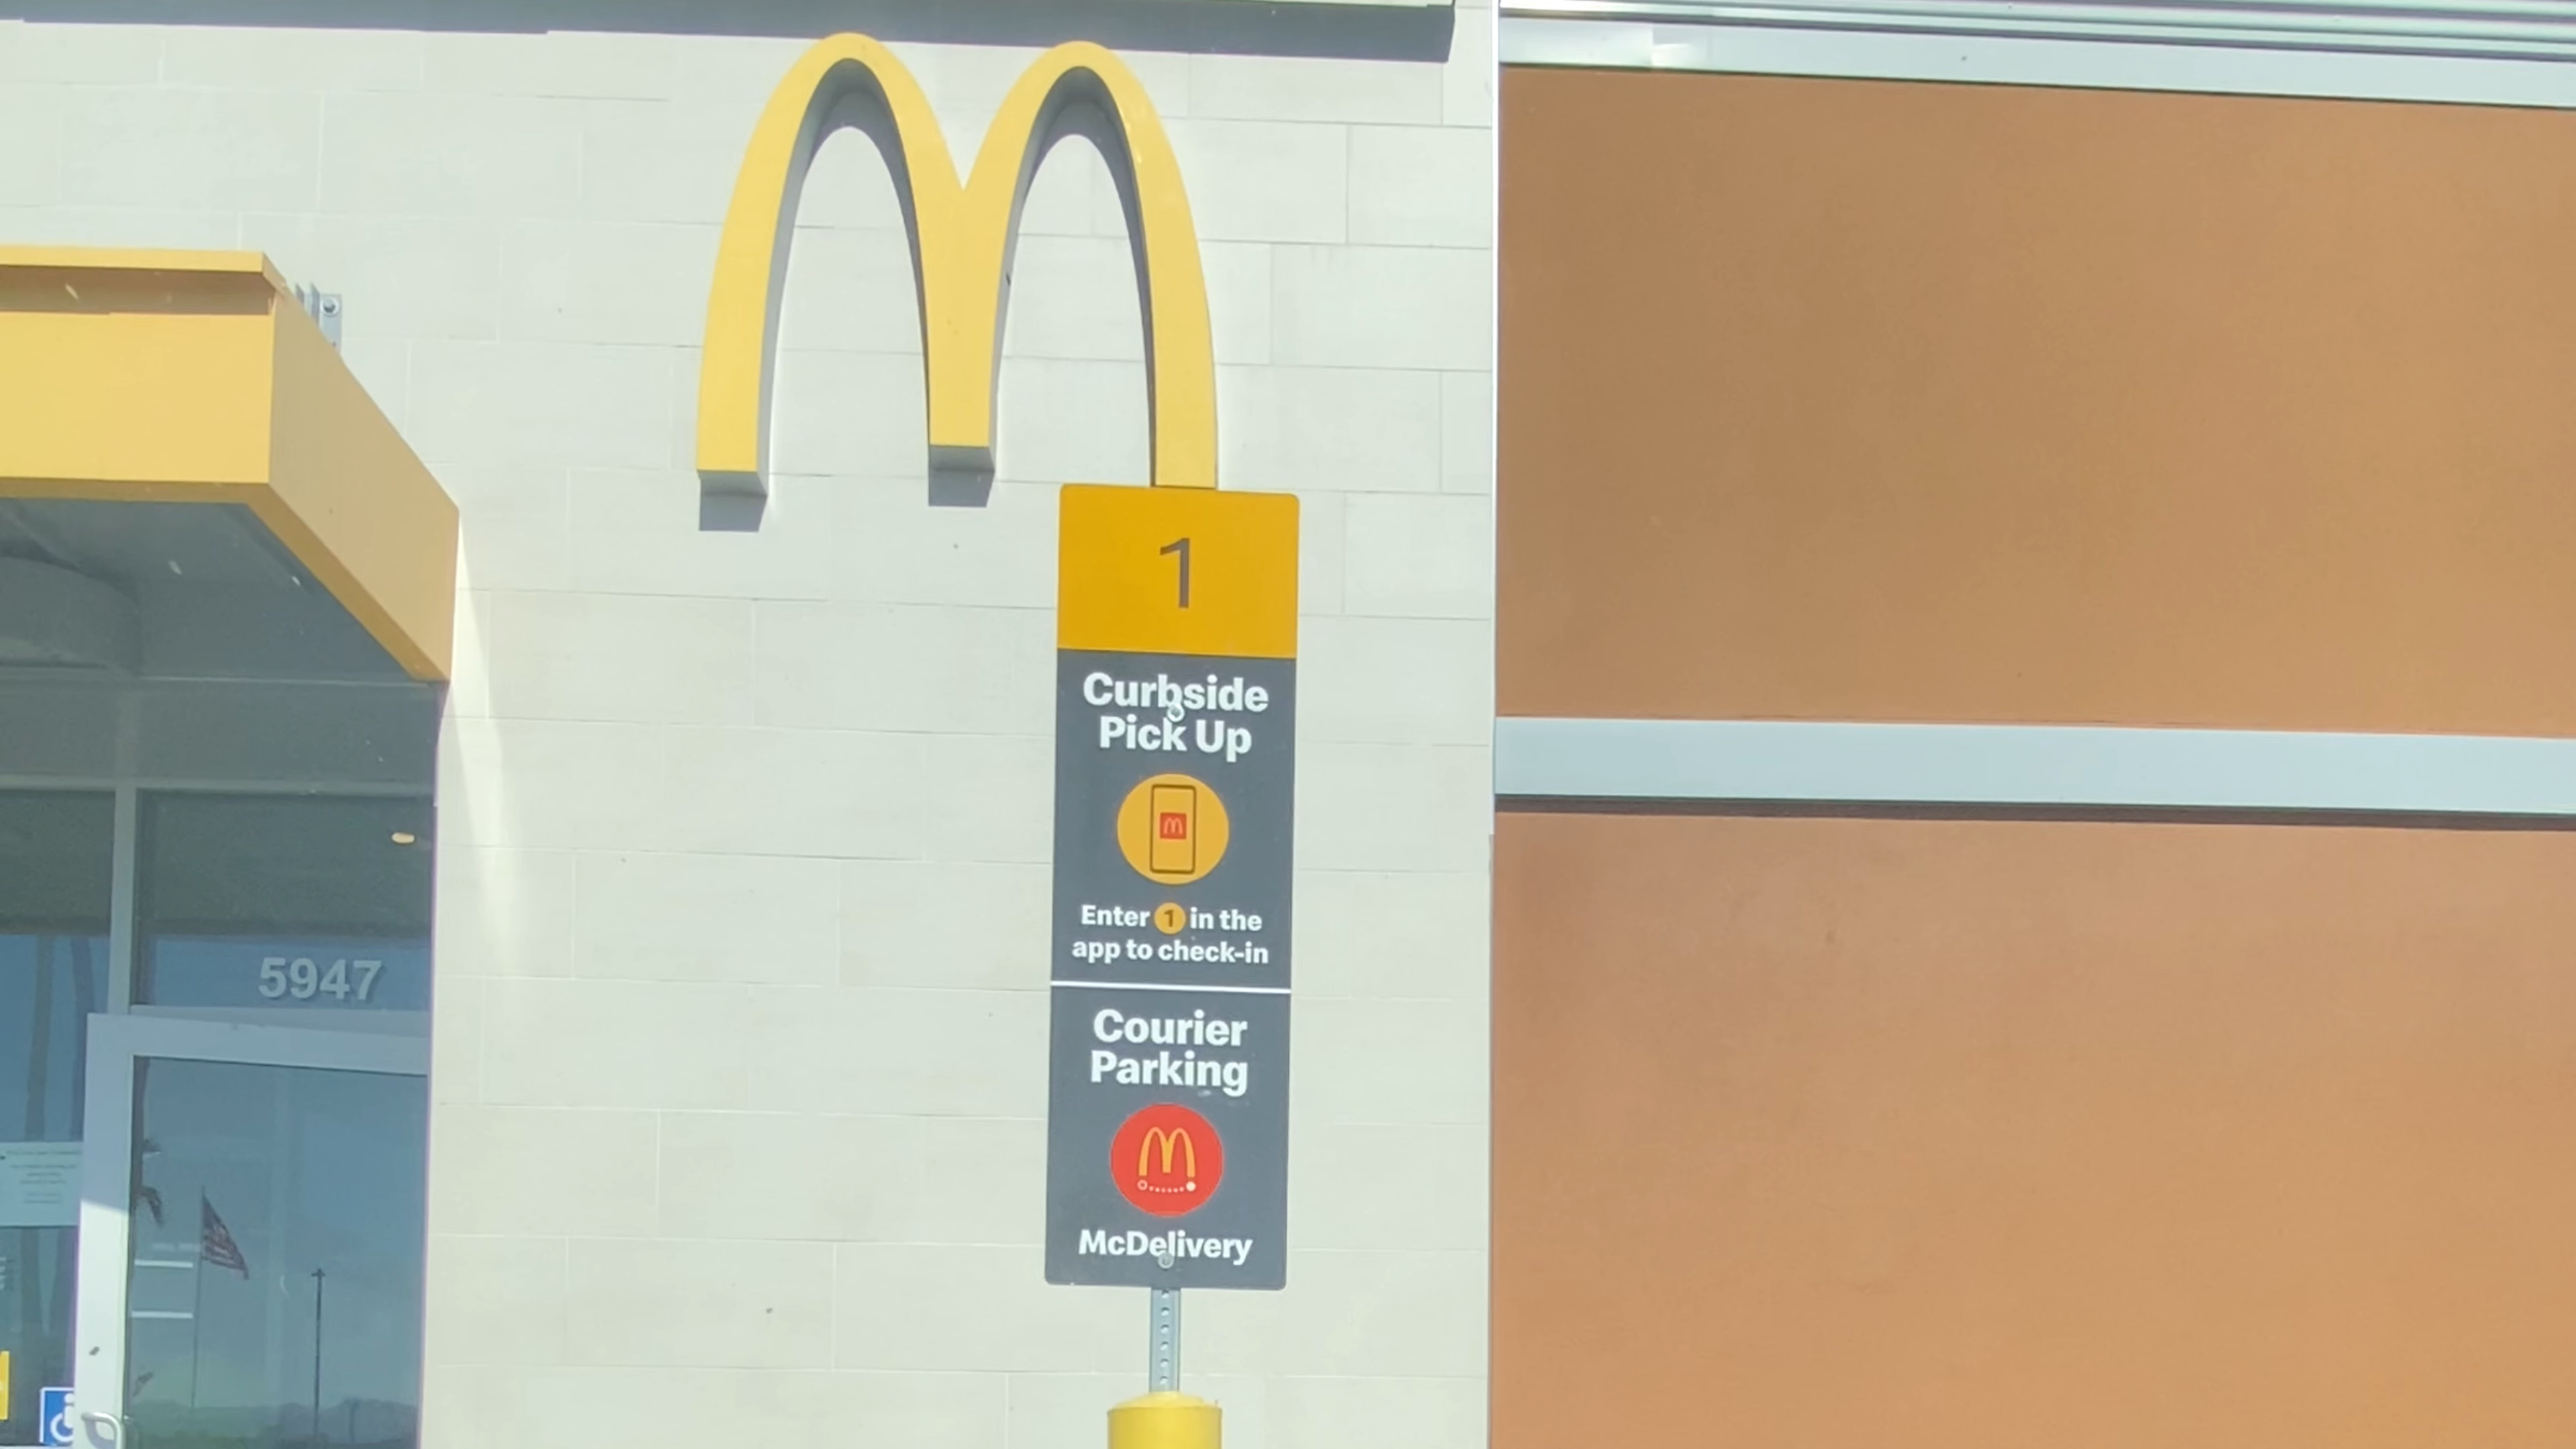 1
Curbside
Pick Up
Enter 1 in the
app to check-in
Courier
Parking
McDelivery
5947